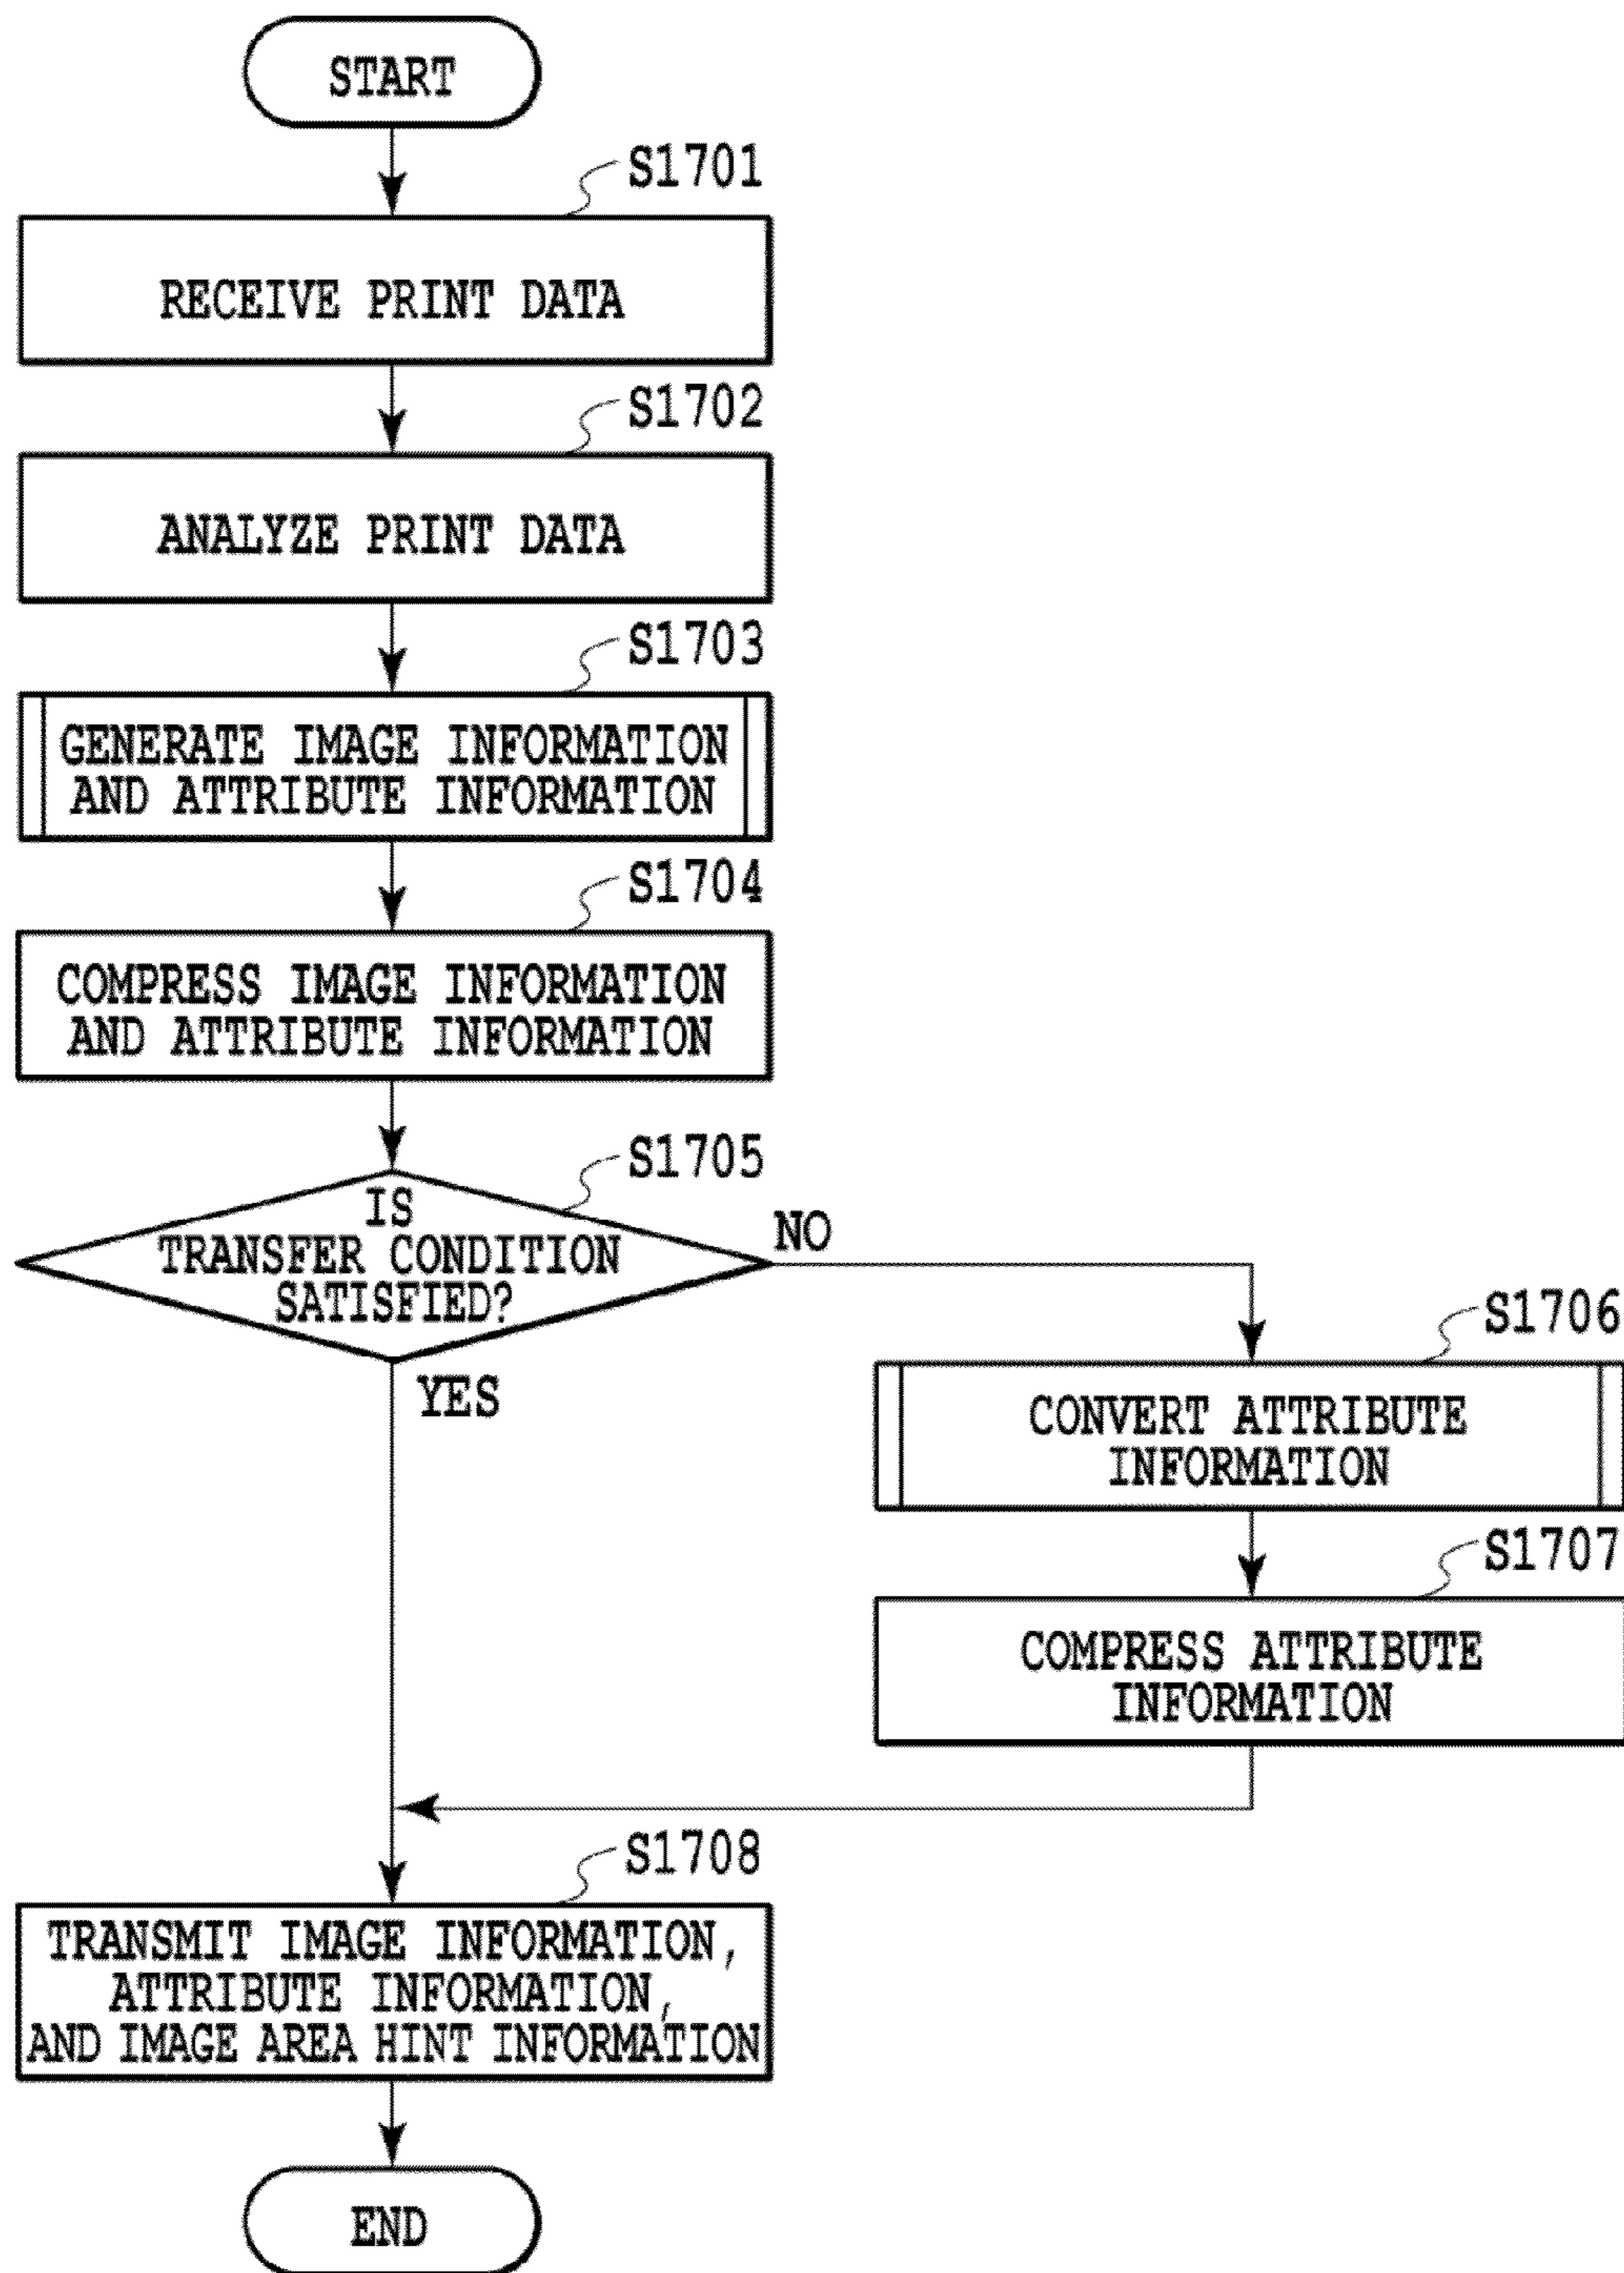 START
S1701
RECEIVE PRINT DATA
S1702
ANALYZE PRINT DATA
S1703
GENERATE IMAGE INFORMATION
AND ATTRIBUTE INFORMATION
S1704
COMPRESS IMAGE INFORMATION
AND ATTRIBUTE INFORMATION
S1705
IS
TRANSFER CONDITION
SATISFIED?
NO
YES
S1706
CONVERT ATTRIBUTE
INFORMATION
S1707
COMPRESS ATTRIBUTE
INFORMATION
S1708
TRANSMIT IMAGE INFORMATION,
ATTRIBUTE INFORMATION,
AND IMAGE AREA HINT INFORMATION
END